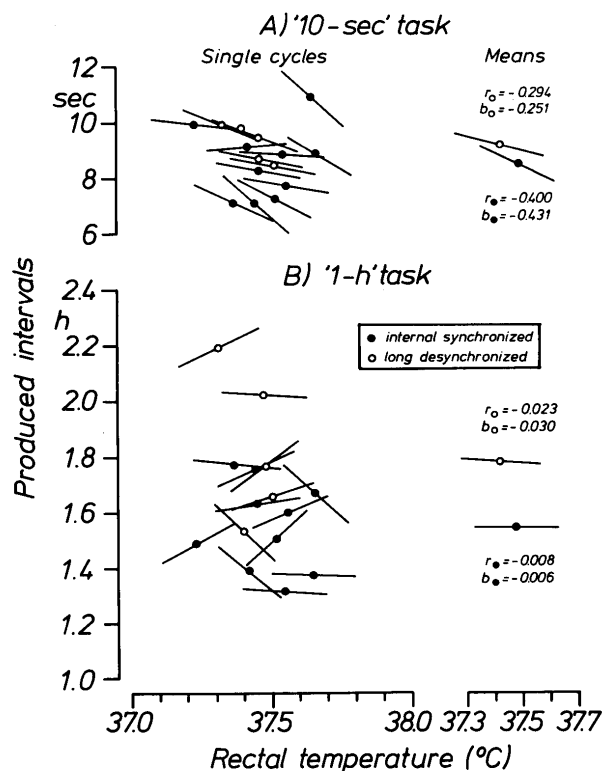 A) '10-sec' task
Single cycles
Means
12
sec
10
8
6
r○=-0.294
b○=-0.251
r●=-0.400
b●=-0.431
B) '1-h' task
2.4
h
2.2
2.0
1.8
1.6
1.4
1.2
1.0
● internal synchronized
○ long desynchronized
r○=-0.023
b○=-0.030
r●=-0.008
b●=-0.006
Produced intervals
37.0 37.5 38.0 37.3 37.7
Rectal temperature (°C)